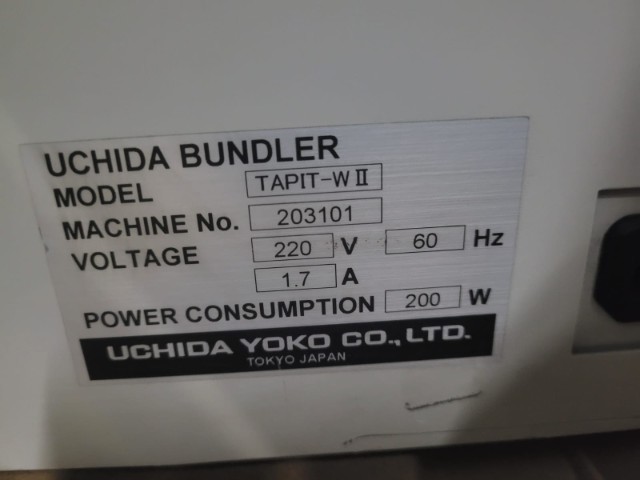 UCHIDA BUNDLER
MODEL TAPIT-W II
MACHINE No. 203101
VOLTAGE 220 V 60 Hz
1.7 A
POWER CONSUMPTION 200 W
UCHIDA YOKO CO., LTD.
TOKYO JAPAN